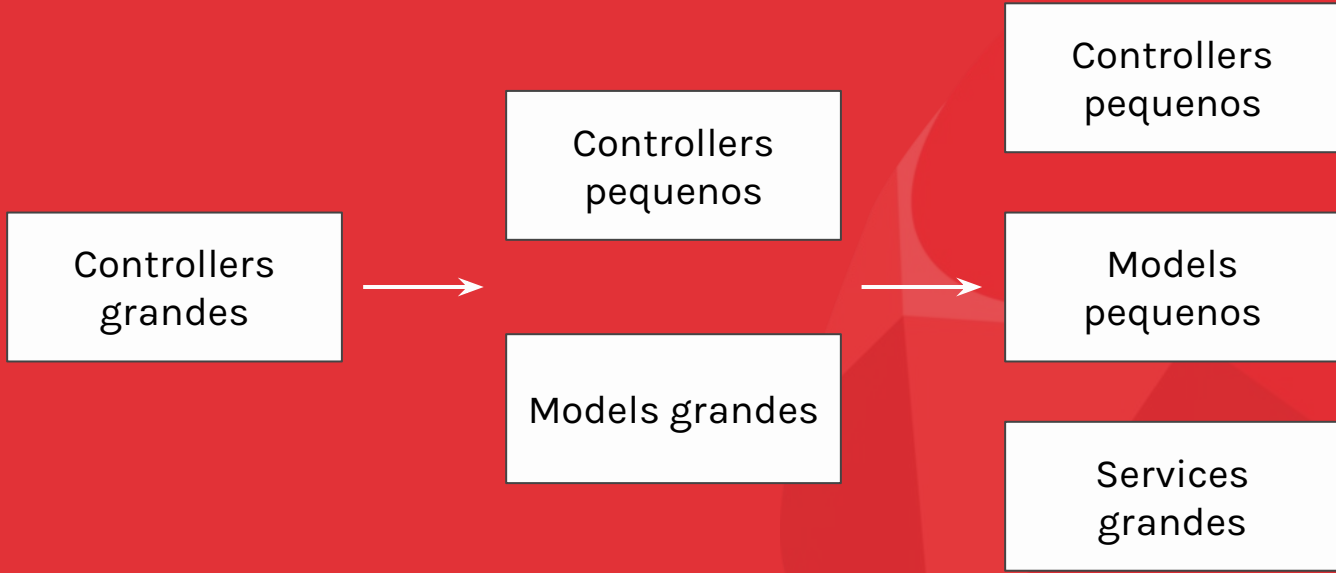 Controllers
grandes
Controllers
pequenos
Models grandes
Controllers
pequenos
Models
pequenos
Services
grandes